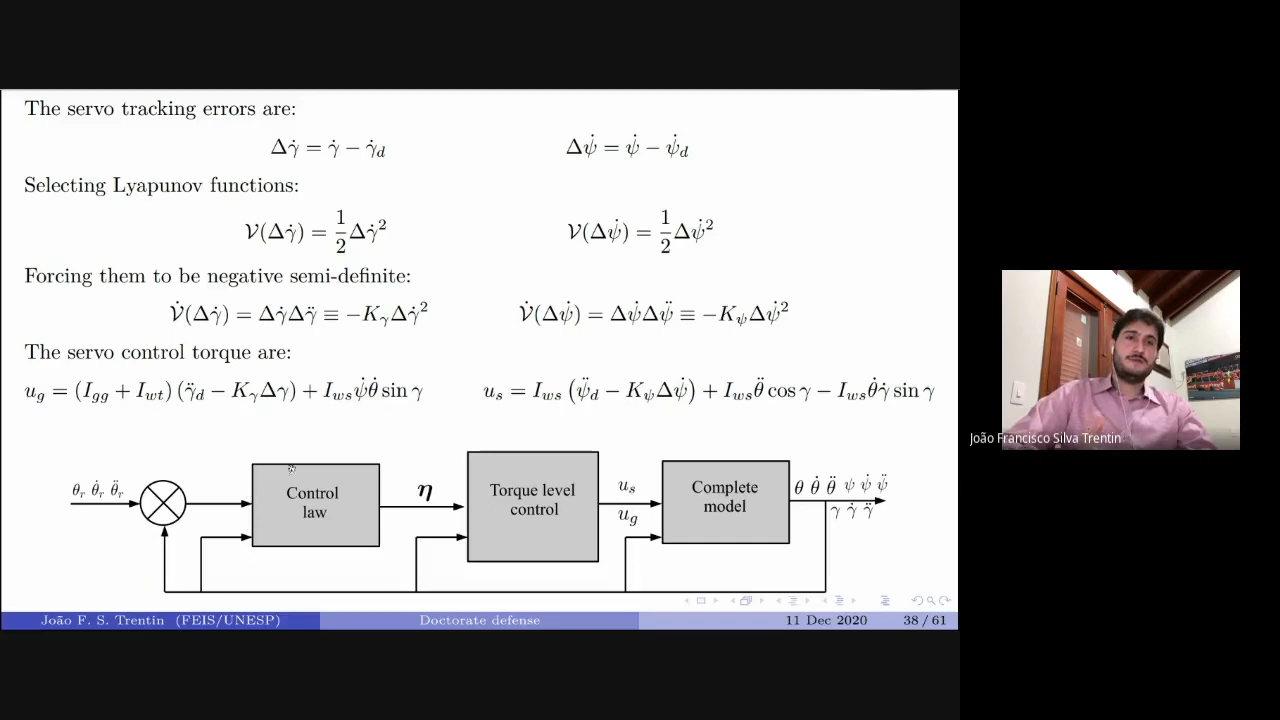 The servo tracking errors are:
Δγ̇ = γ̇ − γ̇_d    Δψ̇ = ψ̇ − ψ̇_d
Selecting Lyapunov functions:
𝒱(Δγ̇) = 1/2 Δγ̇²    𝒱(Δψ̇) = 1/2 Δψ̇²
Forcing them to be negative semi-definite:
𝒱̇(Δγ̇) = Δγ̇Δγ̈ ≡ −K_γΔγ̇²    𝒱̇(Δψ̇) = Δψ̇Δψ̈ ≡ −K_ψΔψ̇²
The servo control torque are:
u_g = (I_gg + I_wt) (γ̈_d − K_γΔγ) + I_wsψ̇θ̇ sin γ    u_s = I_ws (ψ̈_d − K_ψΔψ̇) + I_wsθ̈ cos γ − I_wsθ̇γ̇ sin γ
θ_r θ̇_r θ̈_r
Control
law
η
Torque level
control
u_s
u_g
Complete
model
θ θ̇ θ̈ ψ ψ̇ ψ̈
γ γ̇ γ̈
João F. S. Trentin (FEIS/UNESP)    Doctorate defense    11 Dec 2020    38 / 61
João Francisco Silva Trentin